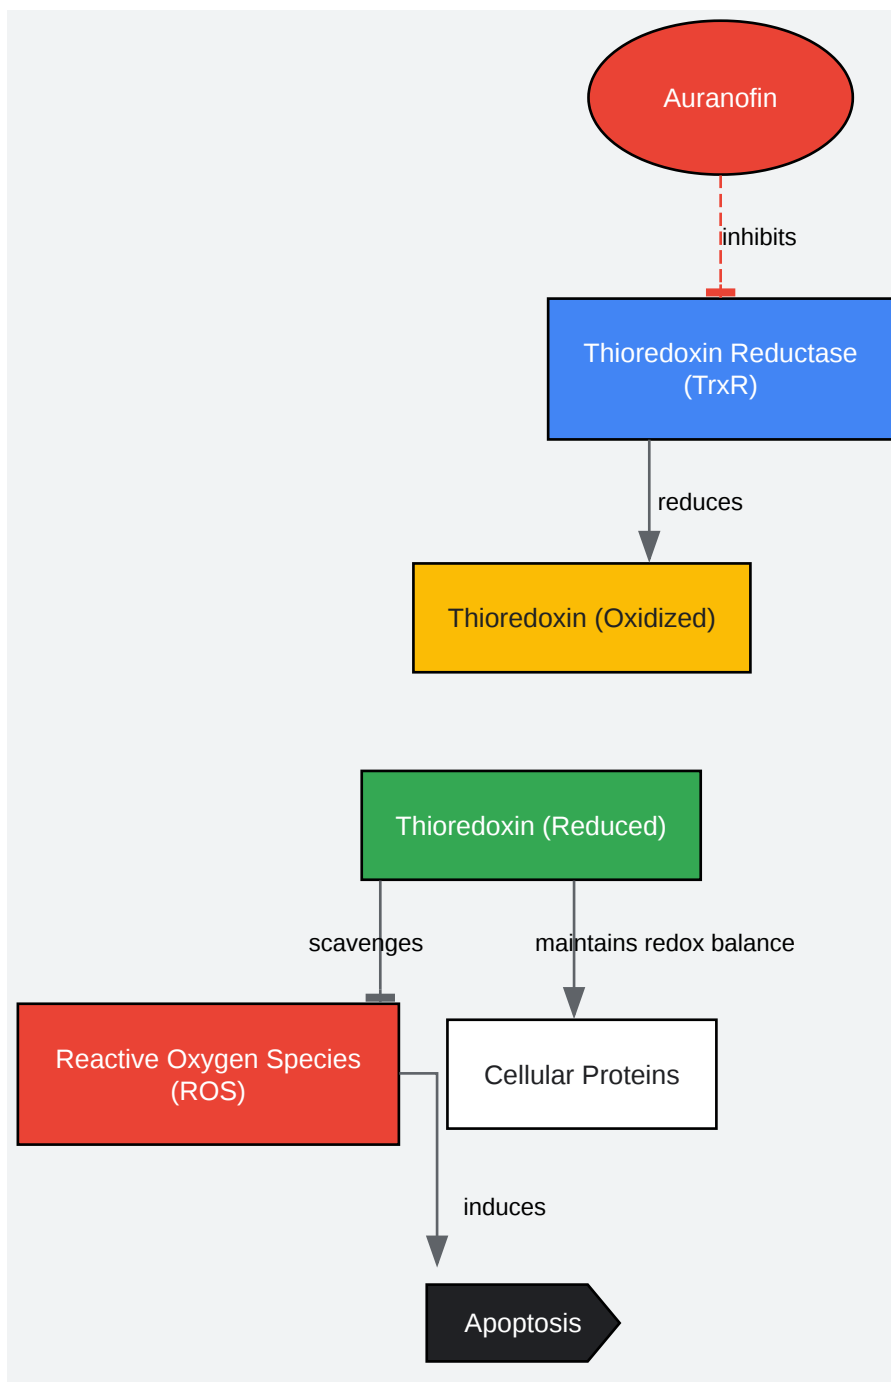 Auranofin
inhibits
Thioredoxin Reductase
(TrxR)
reduces
Thioredoxin (Oxidized)
Thioredoxin (Reduced)
scavenges
maintains redox balance
Reactive Oxygen Species
(ROS)
Cellular Proteins
induces
Apoptosis